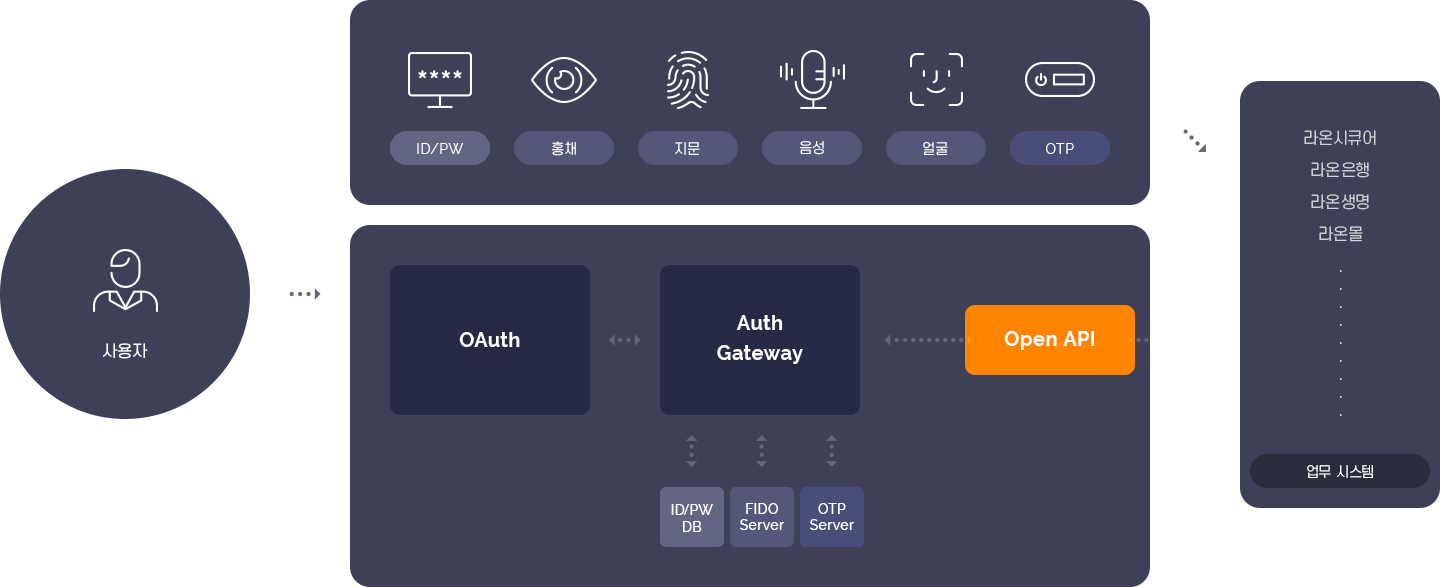 ID/PW
홍채
지문
음성
얼굴
OTP
사용자
OAuth
Auth
Gateway
Open API
ID/PW
DB
FIDO
Server
OTP
Server
라온시큐어
라온은행
라온생명
라온몰
업무 시스템